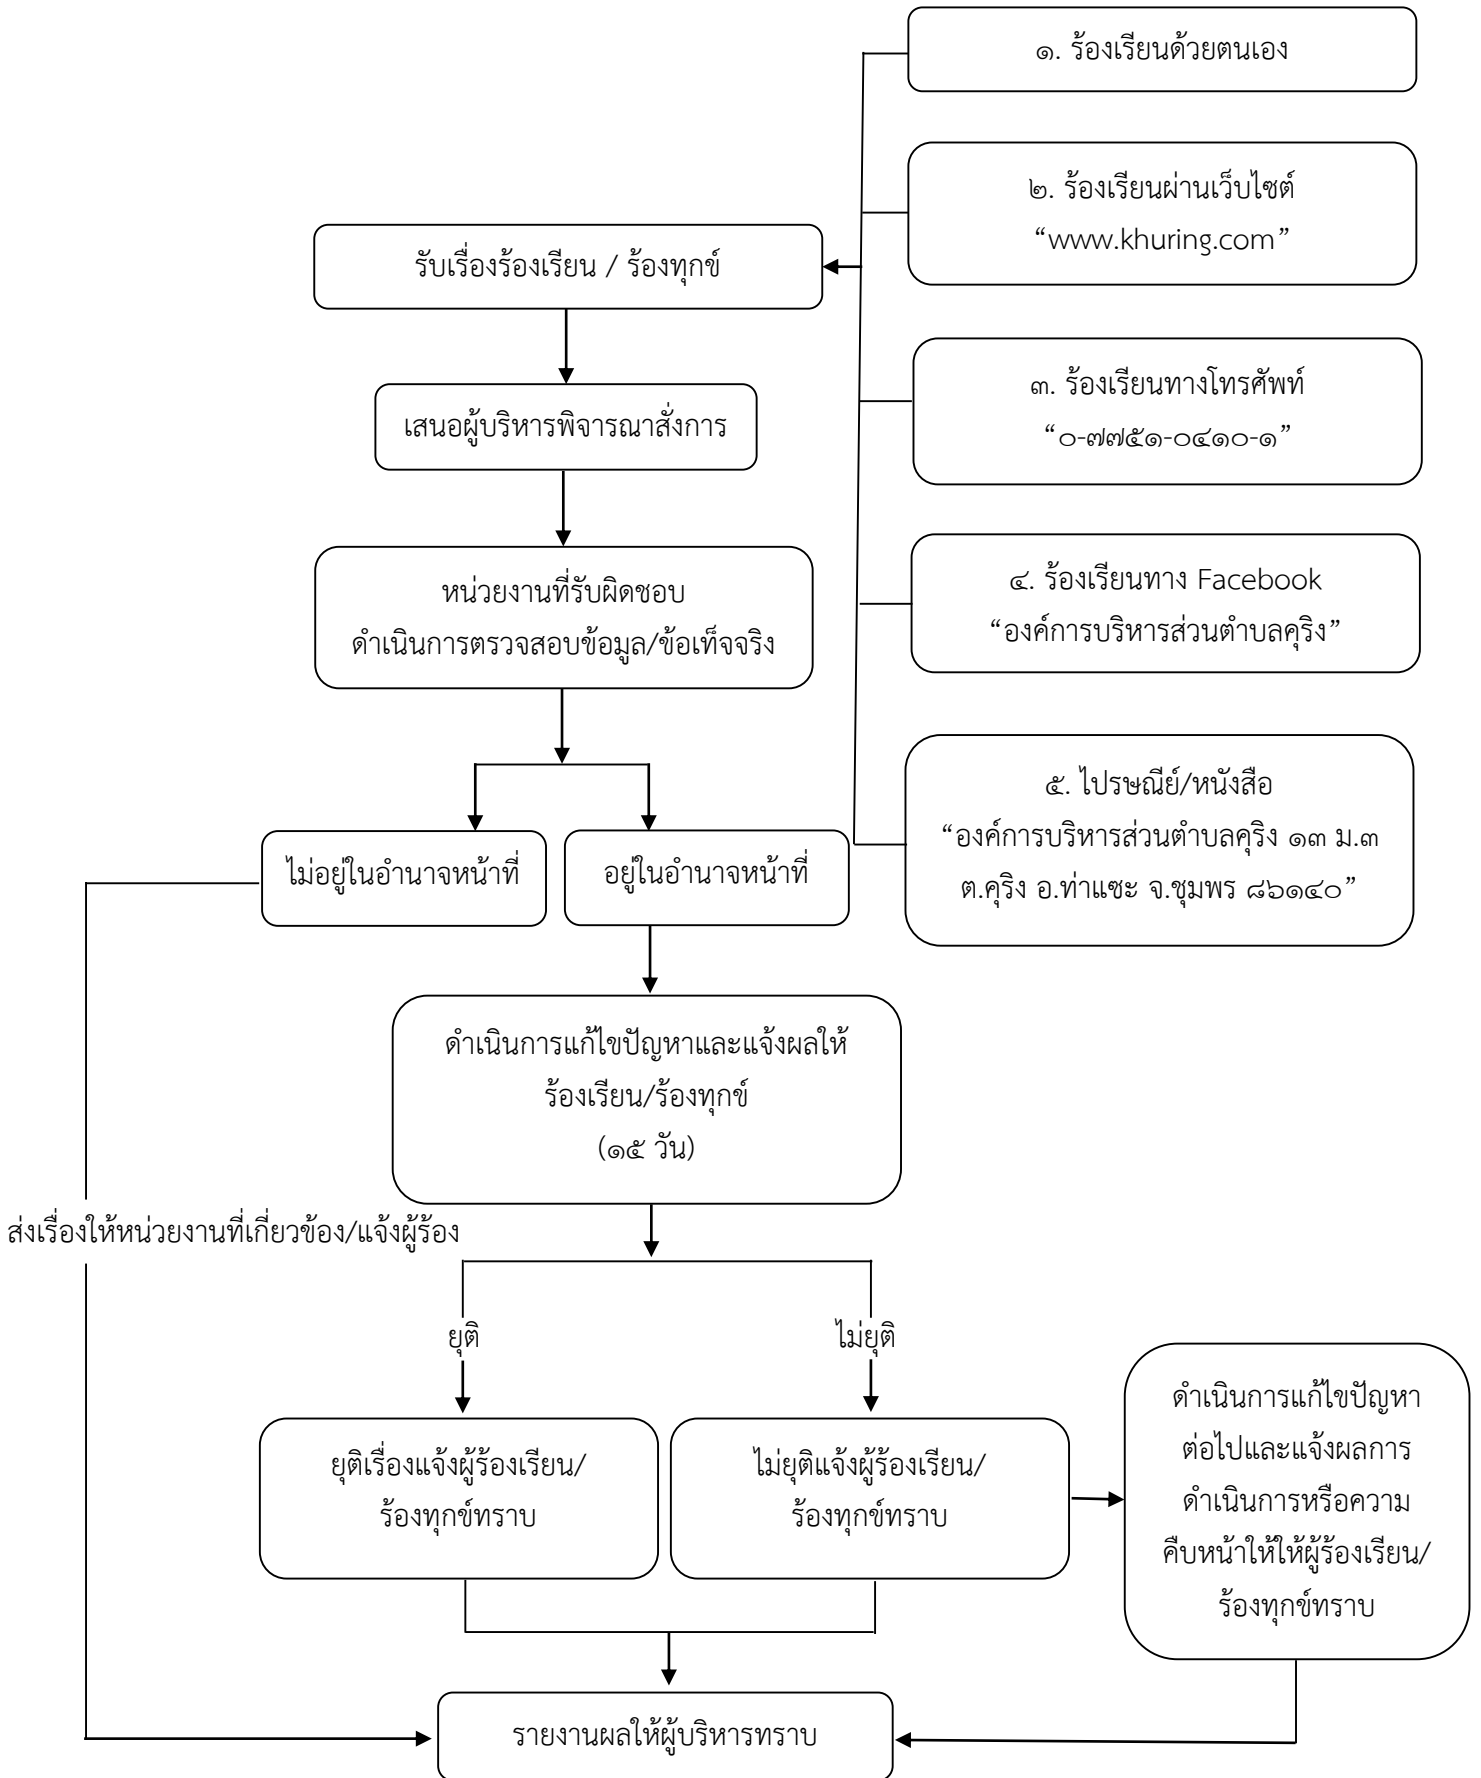 ๑. ร้องเรียนด้วยตนเอง
๒. ร้องเรียนผ่านเว็บไซต์
“www.khuring.com”
รับเรื่องร้องเรียน / ร้องทุกข์
๓. ร้องเรียนทางโทรศัพท์
“๐-๗๗๕๑-๐๔๑๐-๑”
เสนอผู้บริหารพิจารณาสั่งการ
๔. ร้องเรียนทาง Facebook
“องค์การบริหารส่วนตำบลคุริง”
หน่วยงานที่รับผิดชอบ
ดำเนินการตรวจสอบข้อมูล/ข้อเท็จจริง
๕. ไปรษณีย์/หนังสือ
“องค์การบริหารส่วนตำบลคุริง ๑๓ ม.๓
ต.คุริง อ.ท่าแซะ จ.ชุมพร ๘๖๑๔๐”
ไม่อยู่ในอำนาจหน้าที่
อยู่ในอำนาจหน้าที่
ดำเนินการแก้ไขปัญหาและแจ้งผลให้
ร้องเรียน/ร้องทุกข์
(๑๕ วัน)
ส่งเรื่องให้หน่วยงานที่เกี่ยวข้อง/แจ้งผู้ร้อง
ยุติ
ไม่ยุติ
ยุติเรื่องแจ้งผู้ร้องเรียน/
ร้องทุกข์ทราบ
ไม่ยุติแจ้งผู้ร้องเรียน/
ร้องทุกข์ทราบ
ดำเนินการแก้ไขปัญหา
ต่อไปและแจ้งผลการ
ดำเนินการหรือความ
คืบหน้าให้ให้ผู้ร้องเรียน/
ร้องทุกข์ทราบ
รายงานผลให้ผู้บริหารทราบ